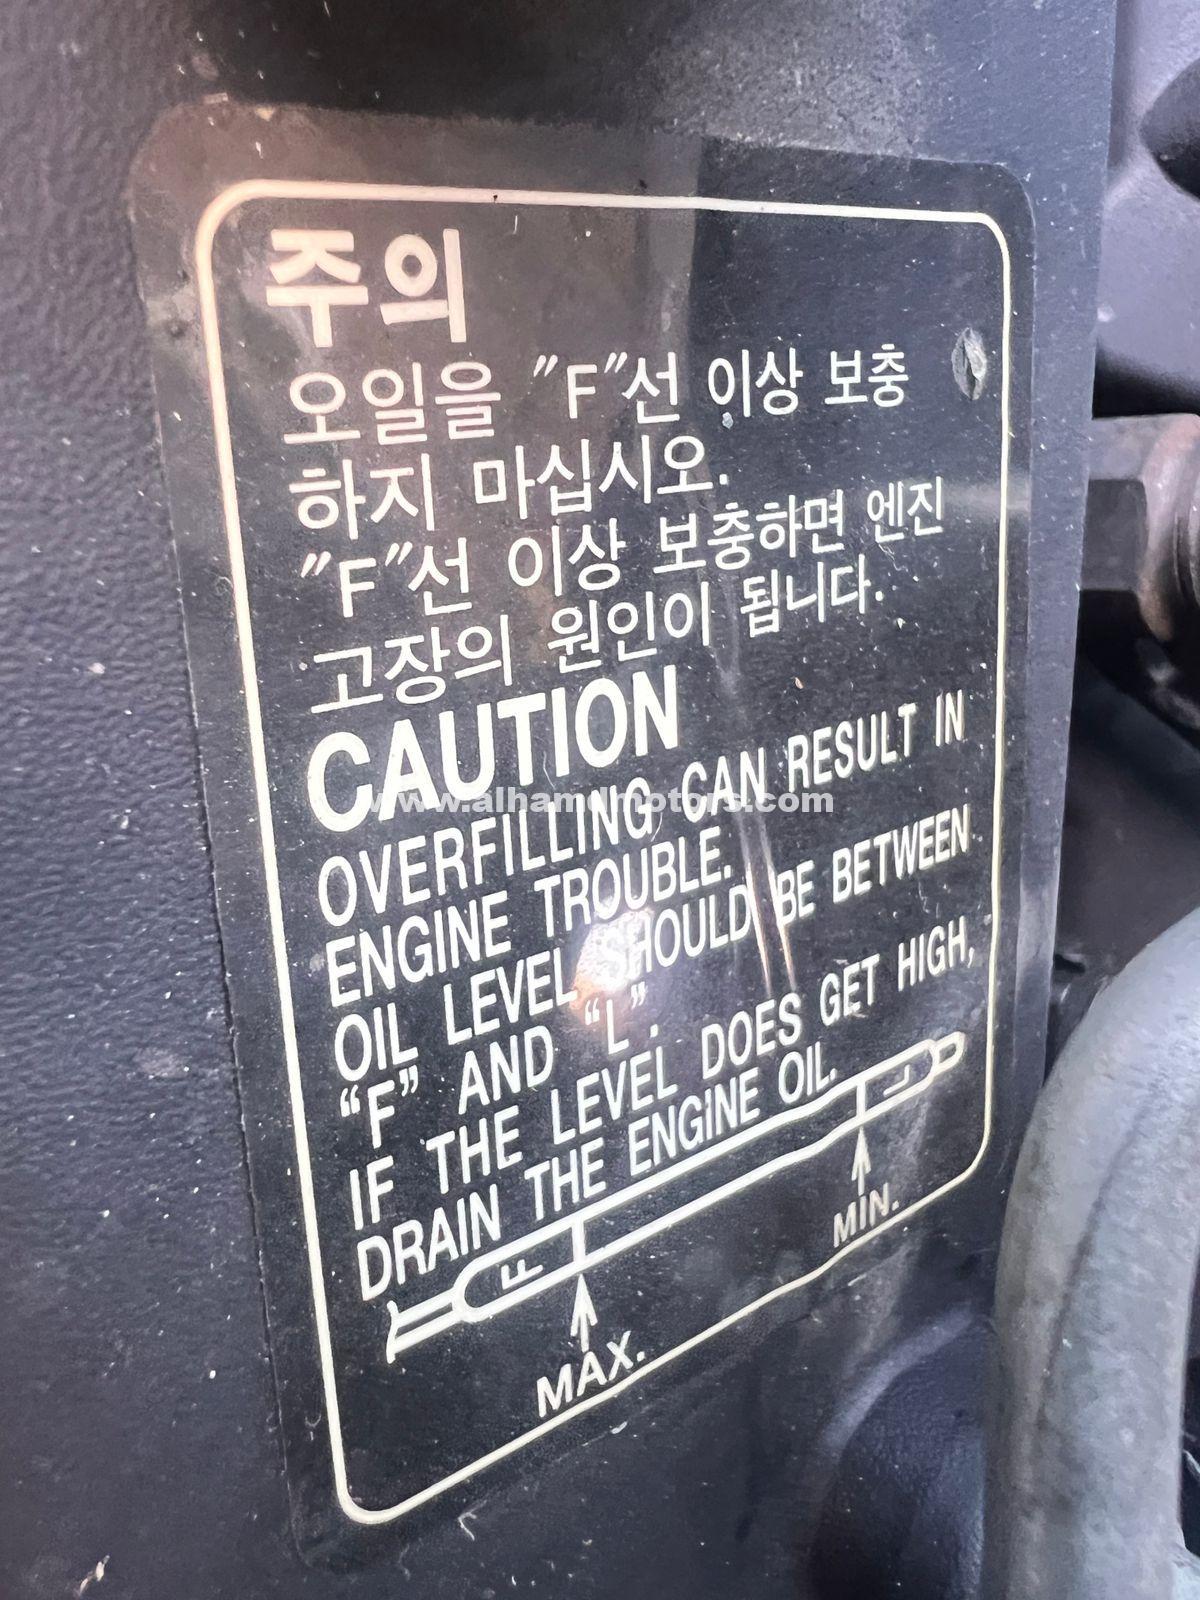 주의
오일을 "F"선 이상 보충
하지 마십시오.
"F"선 이상 보충하면 엔진
고장의 원인이 됩니다.
CAUTION
www.alhamdmotors.com
OVERFILLING CAN RESULT IN
ENGINE TROUBLE.
OIL LEVEL SHOULD BE BETWEEN
“F” AND “L”.
IF THE LEVEL DOES GET HIGH,
DRAIN THE ENGINE OIL.
F L
MAX. MIN.